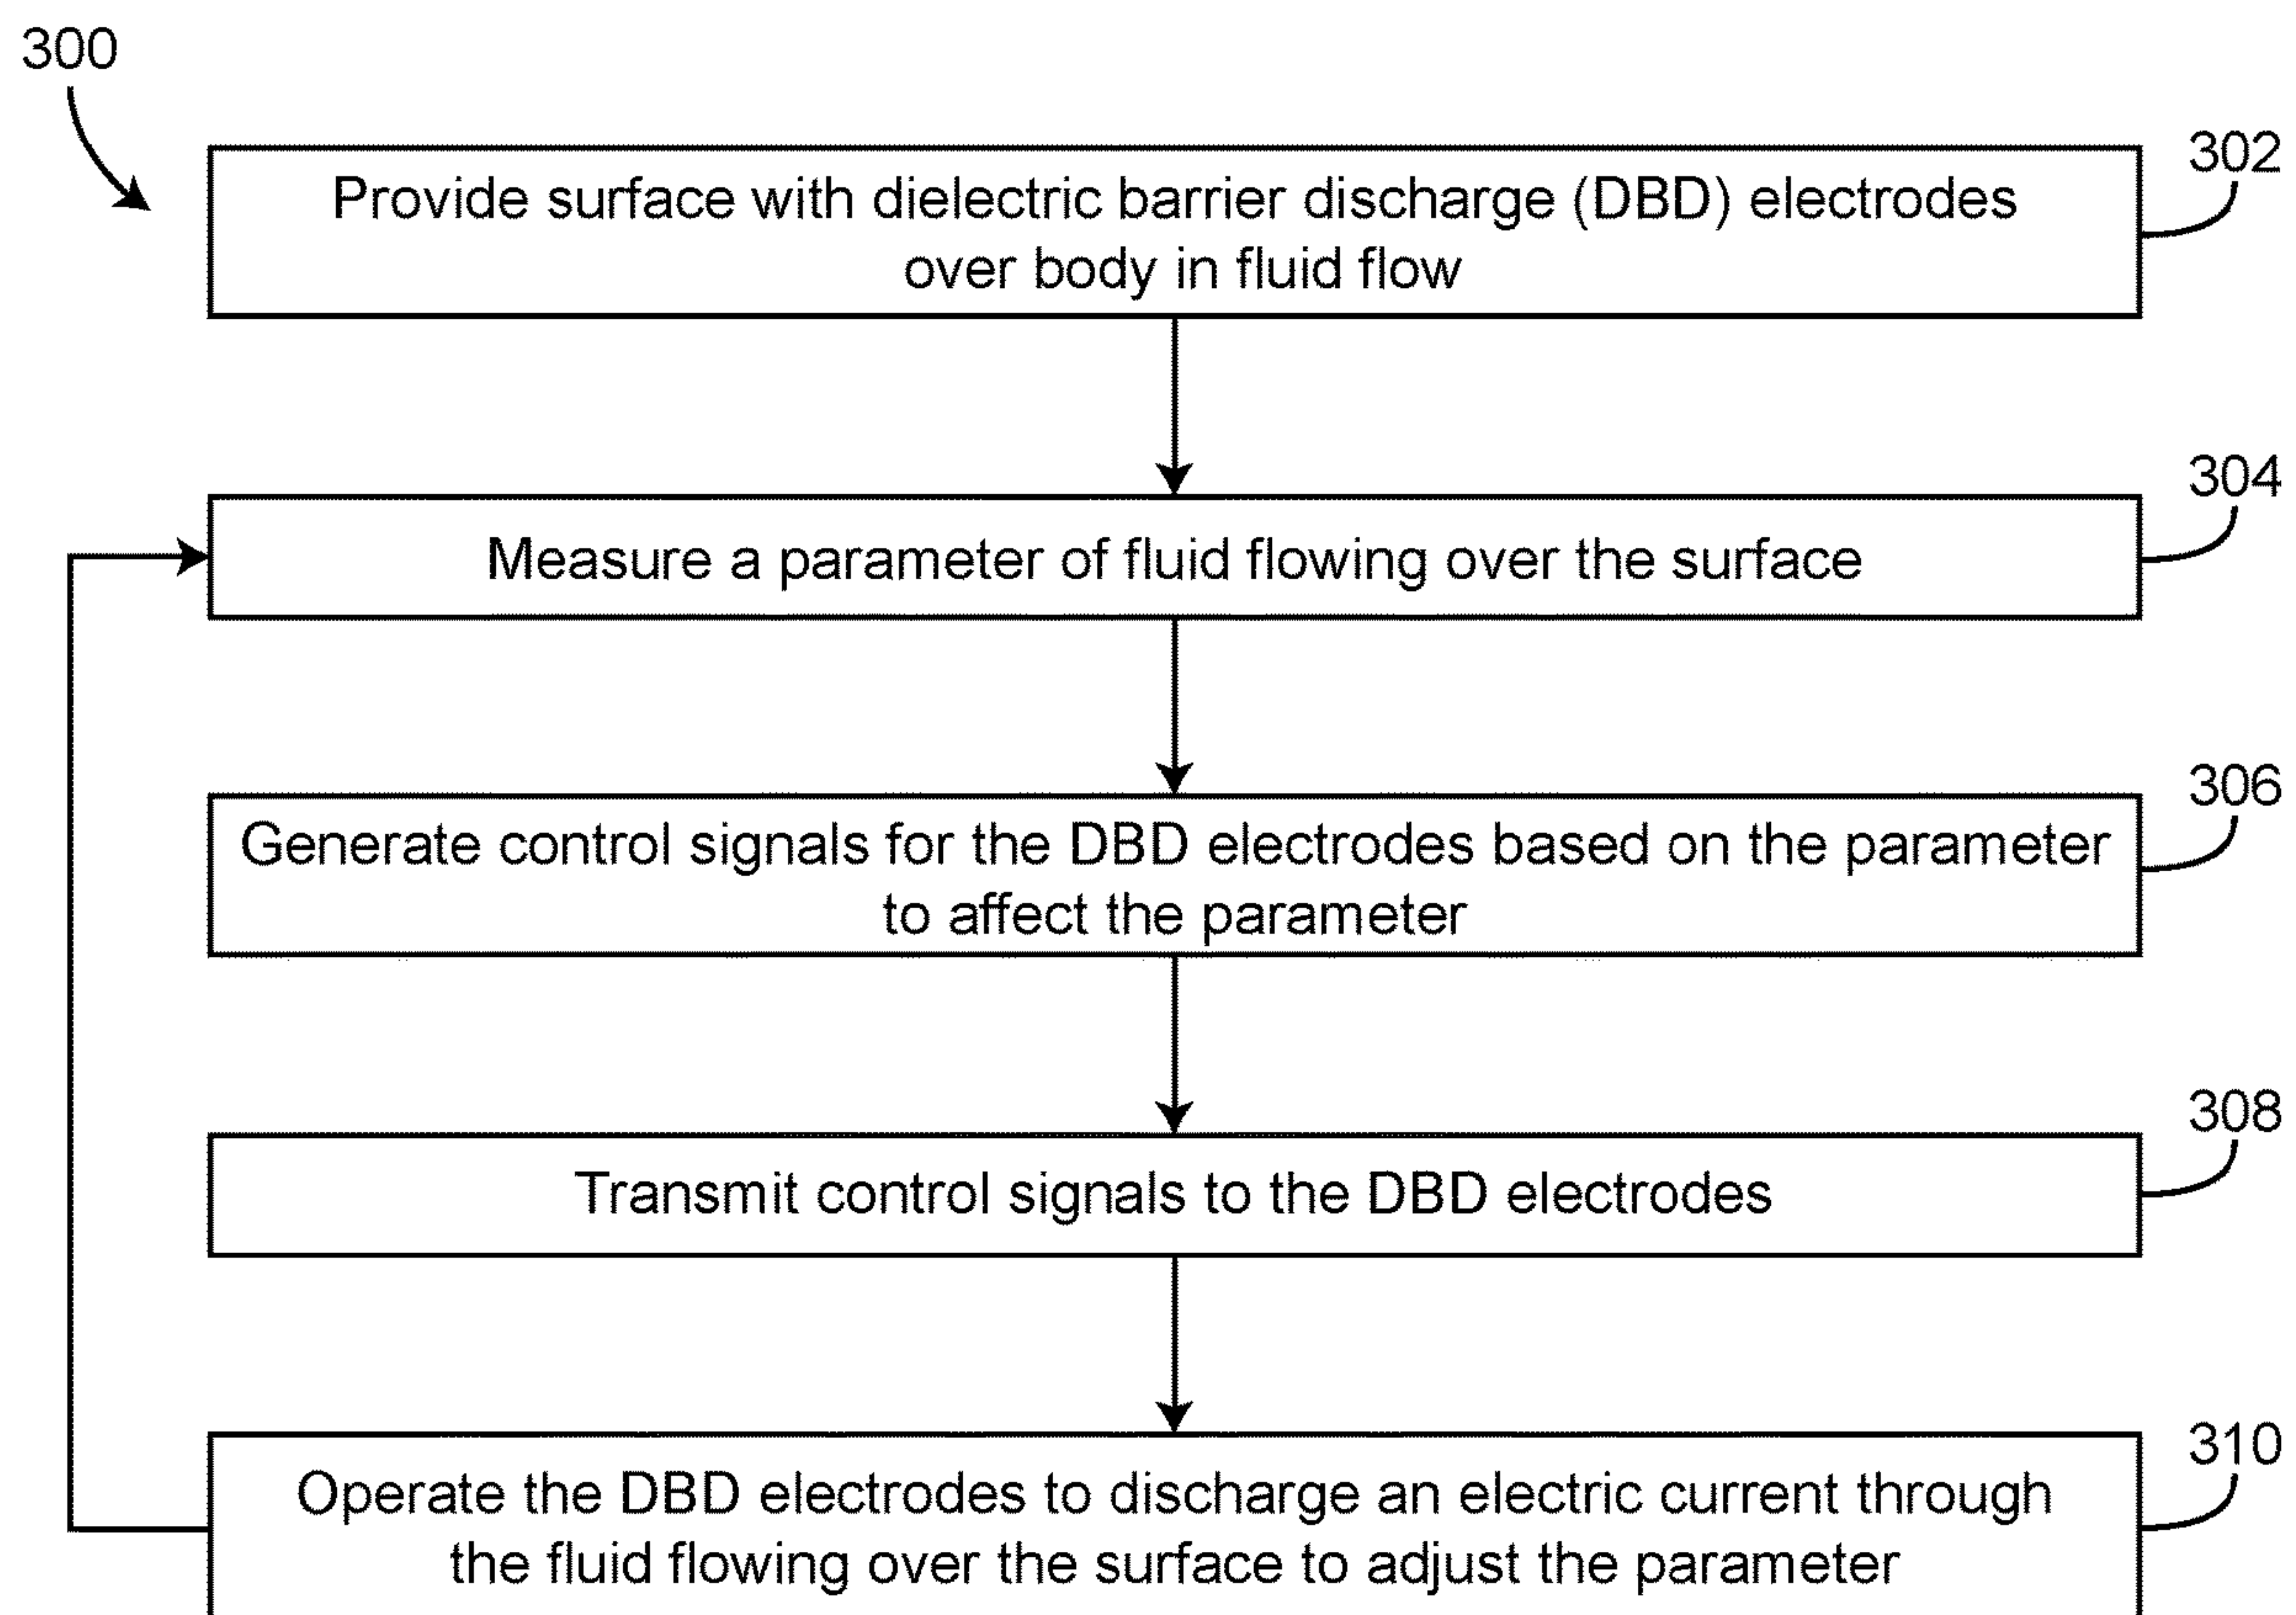 300
302
Provide surface with dielectric barrier discharge (DBD) electrodes
over body in fluid flow
304
Measure a parameter of fluid flowing over the surface
306
Generate control signals for the DBD electrodes based on the parameter
to affect the parameter
308
Transmit control signals to the DBD electrodes
310
Operate the DBD electrodes to discharge an electric current through
the fluid flowing over the surface to adjust the parameter